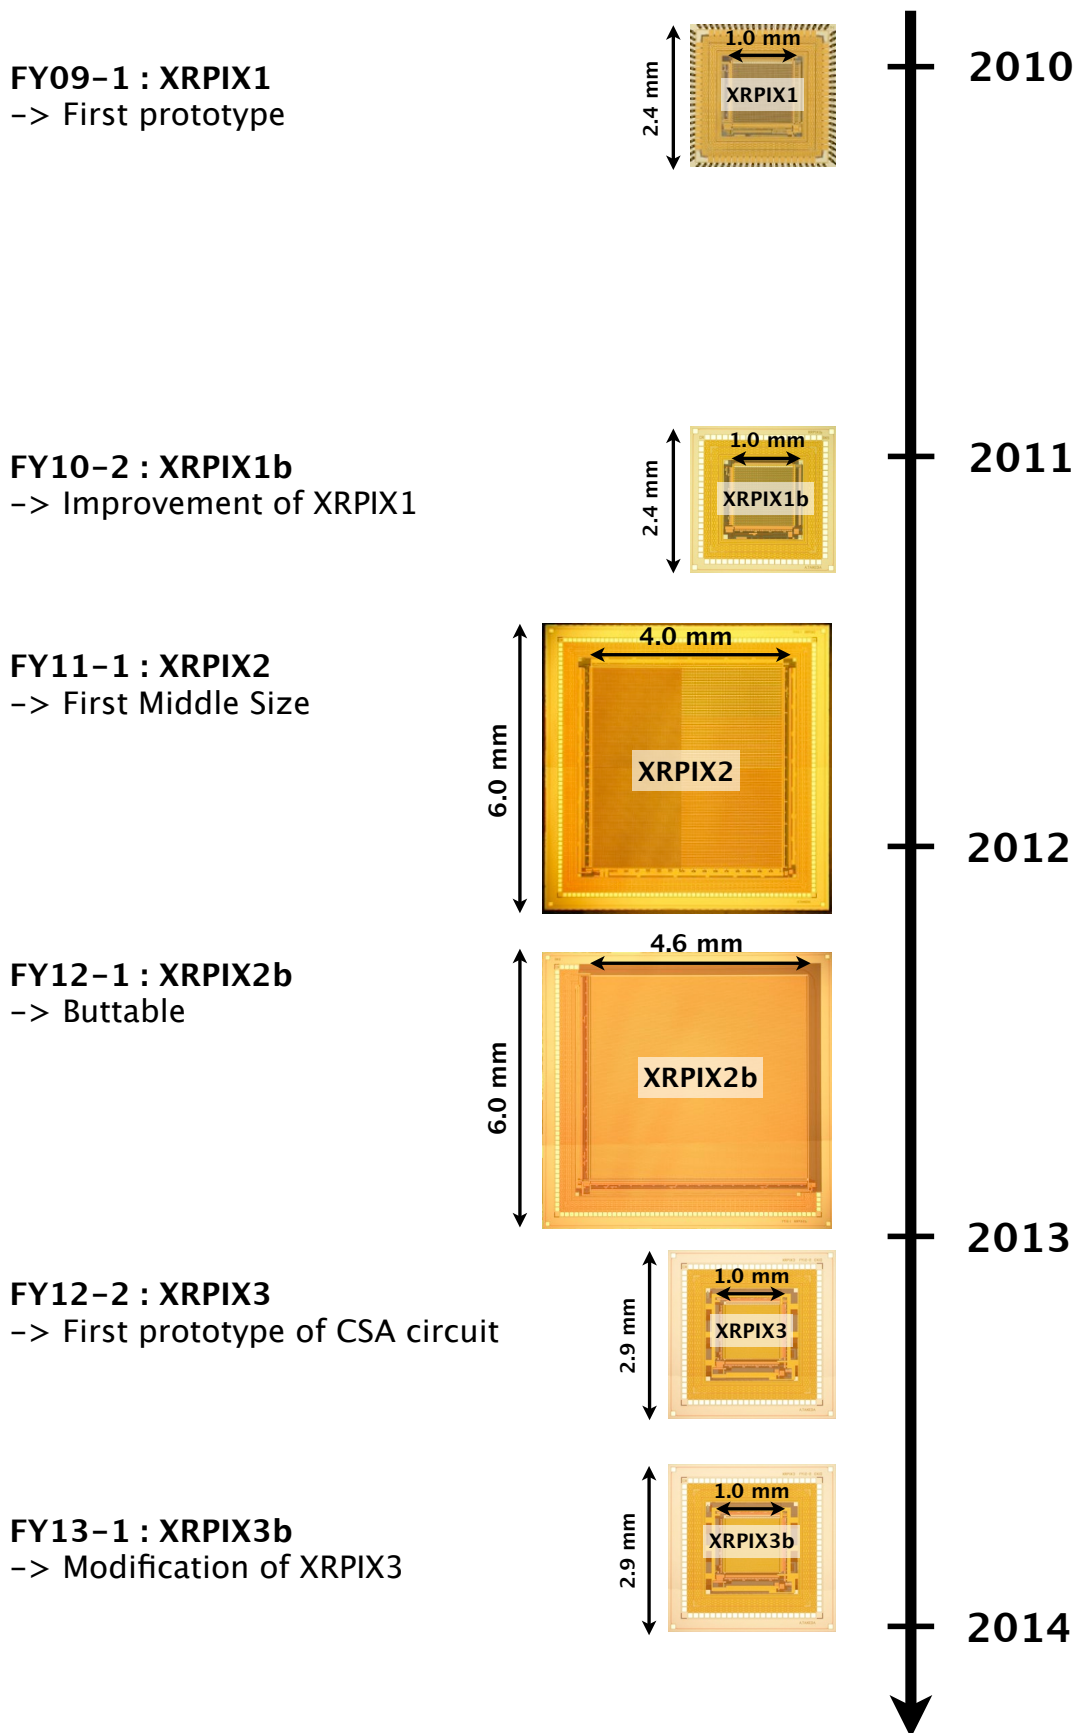 FY09-1 : XRPIX1
-> First prototype
1.0 mm
2.4 mm
XRPIX1
2010
FY10-2 : XRPIX1b
-> Improvement of XRPIX1
1.0 mm
2.4 mm
XRPIX1b
2011
FY11-1 : XRPIX2
-> First Middle Size
4.0 mm
6.0 mm
XRPIX2
2012
FY12-1 : XRPIX2b
-> Buttable
4.6 mm
6.0 mm
XRPIX2b
2013
FY12-2 : XRPIX3
-> First prototype of CSA circuit
1.0 mm
2.9 mm
XRPIX3
FY13-1 : XRPIX3b
-> Modification of XRPIX3
1.0 mm
2.9 mm
XRPIX3b
2014